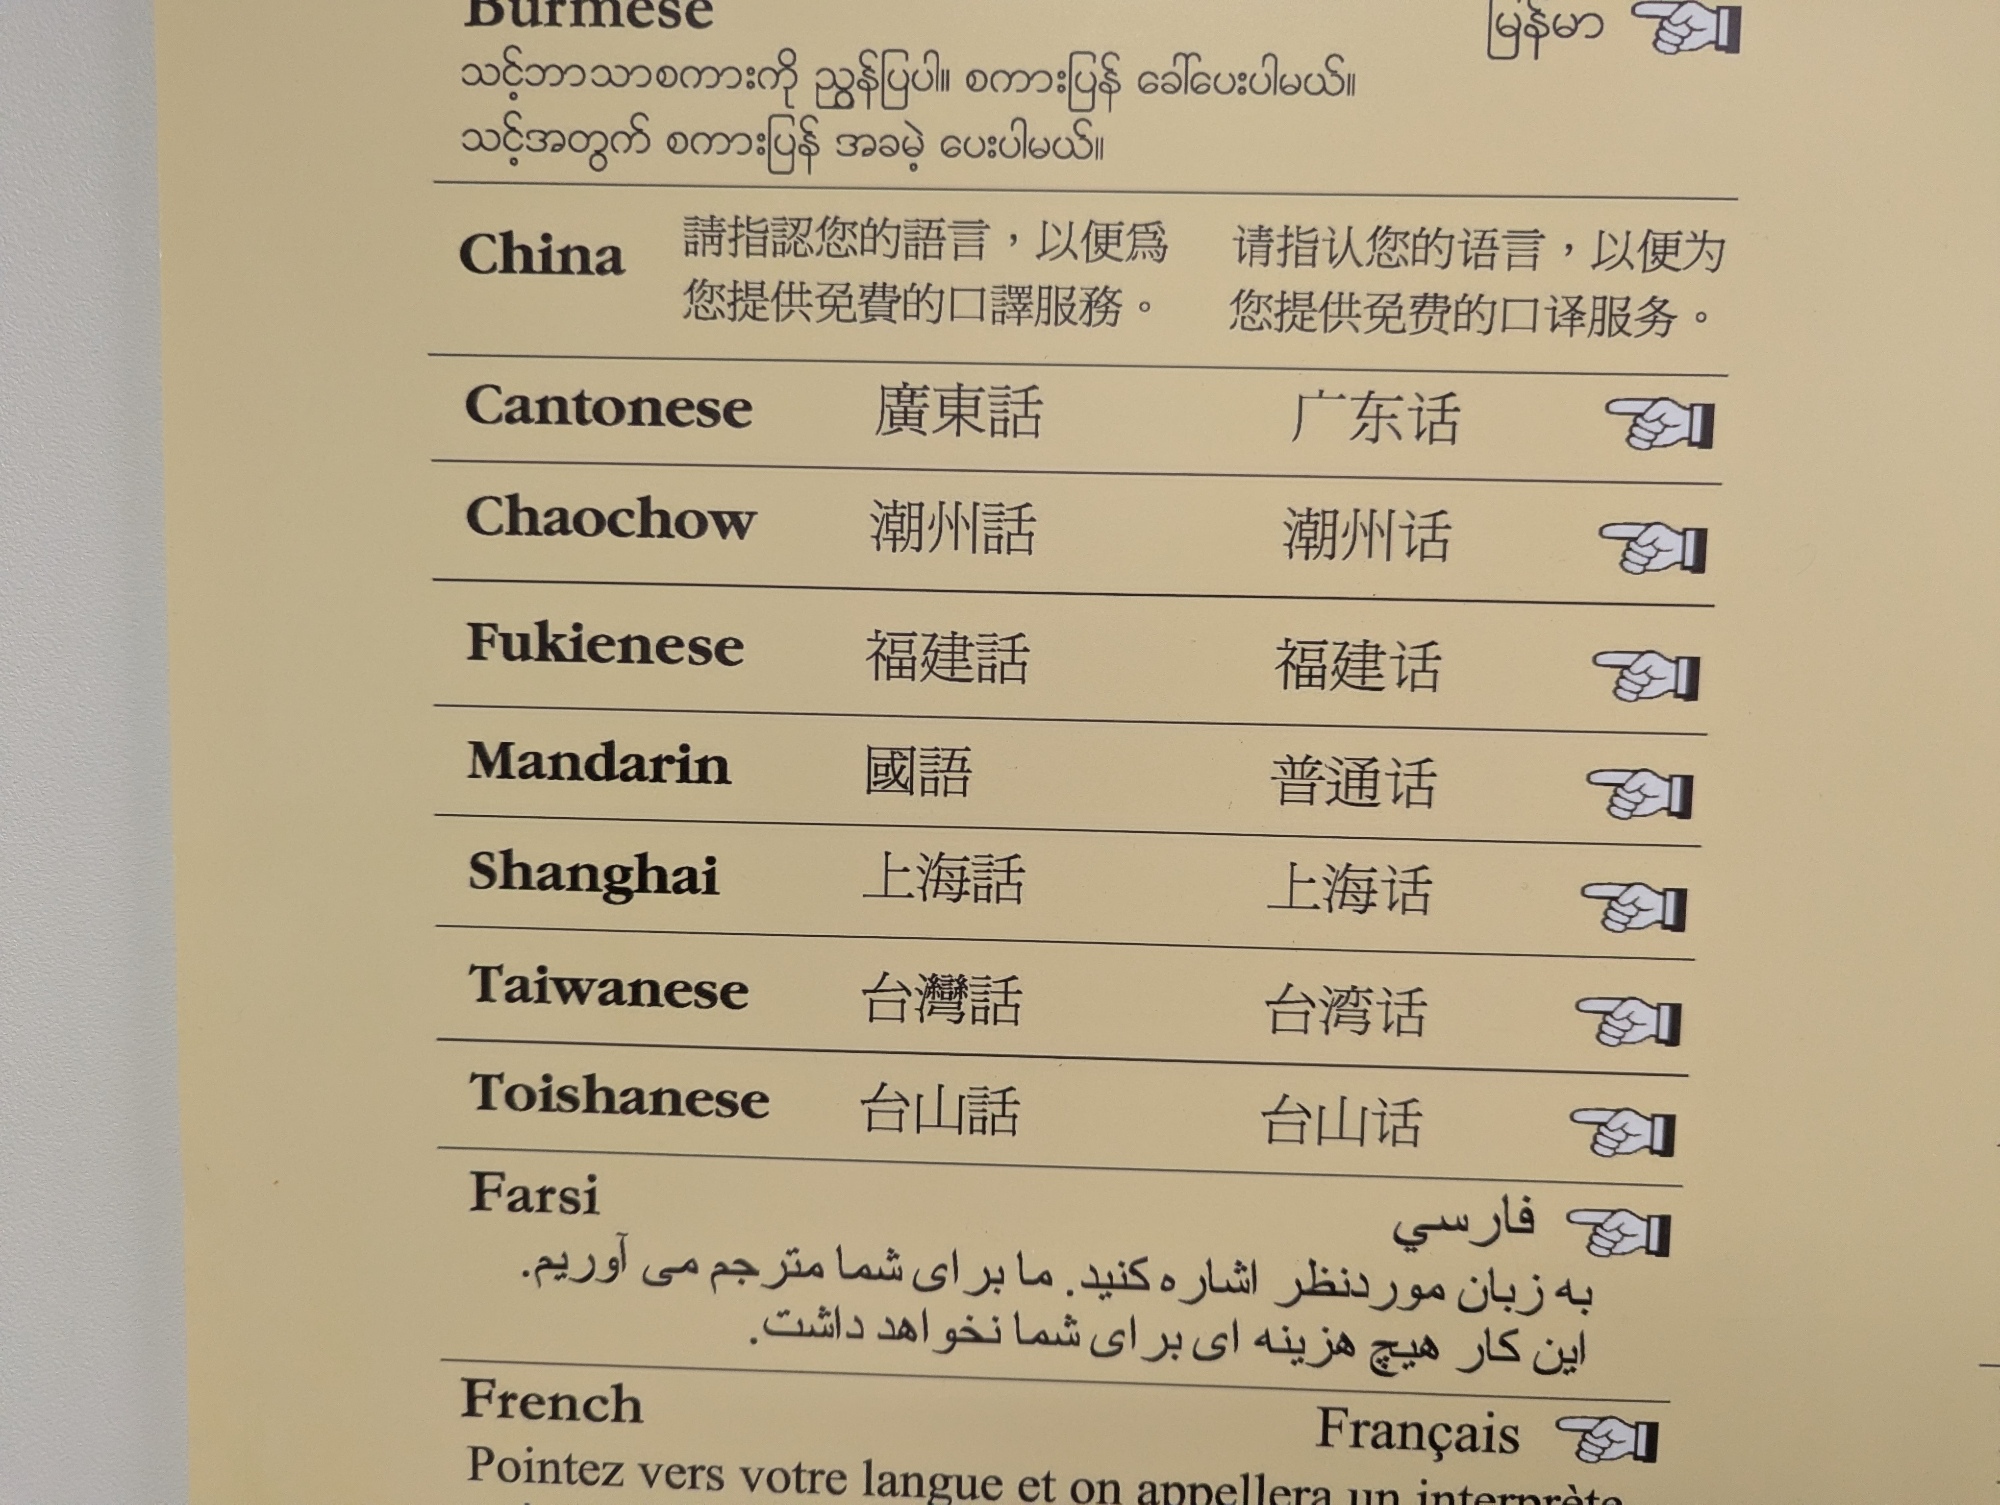 Burmese မြန်မာ
သင့်ဘာသာစကားကို ညွှန်ပြပါ။ စကားပြန် ခေါ်ပေးပါမယ်။
သင့်အတွက် စကားပြန် အခမဲ့ ပေးပါမယ်။
China 請指認您的語言，以便爲 请指认您的语言，以便为
您提供免費的口譯服務。 您提供免费的口译服务。
Cantonese 廣東話 广东话
Chaochow 潮州話 潮州话
Fukienese 福建話 福建话
Mandarin 國語 普通话
Shanghai 上海話 上海话
Taiwanese 台灣話 台湾话
Toishanese 台山話 台山话
Farsi فارسي
به زبان موردنظر اشاره کنید. ما برای شما مترجم می آوریم.
این کار هیچ هزینه ای برای شما نخواهد داشت.
French Français
Pointez vers votre langue et on appellera un interprète